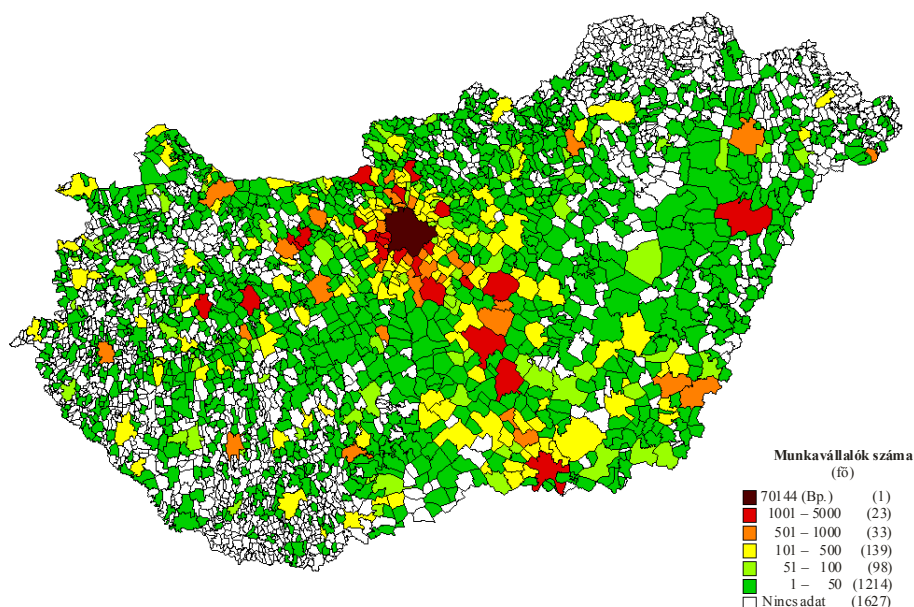 Munkavállalók száma
(fő)
70144 (Bp.) (1)
1001 – 5000 (23)
501 – 1000 (33)
101 – 500 (139)
51 – 100 (98)
1 – 50 (1214)
Nincs adat (1627)